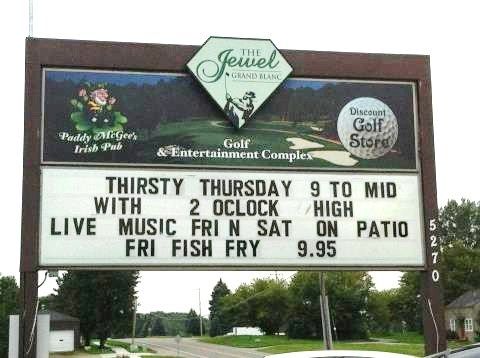 THE
Jewel
GRAND BLANC
Paddy McGee's
Irish Pub
Golf
& Entertainment Complex
Discount
Golf
Store
THIRSTY THURSDAY 9 TO MID
WITH 2 OCLOCK HIGH
LIVE MUSIC FRI N SAT ON PATIO
FRI FISH FRY 9.95
5270